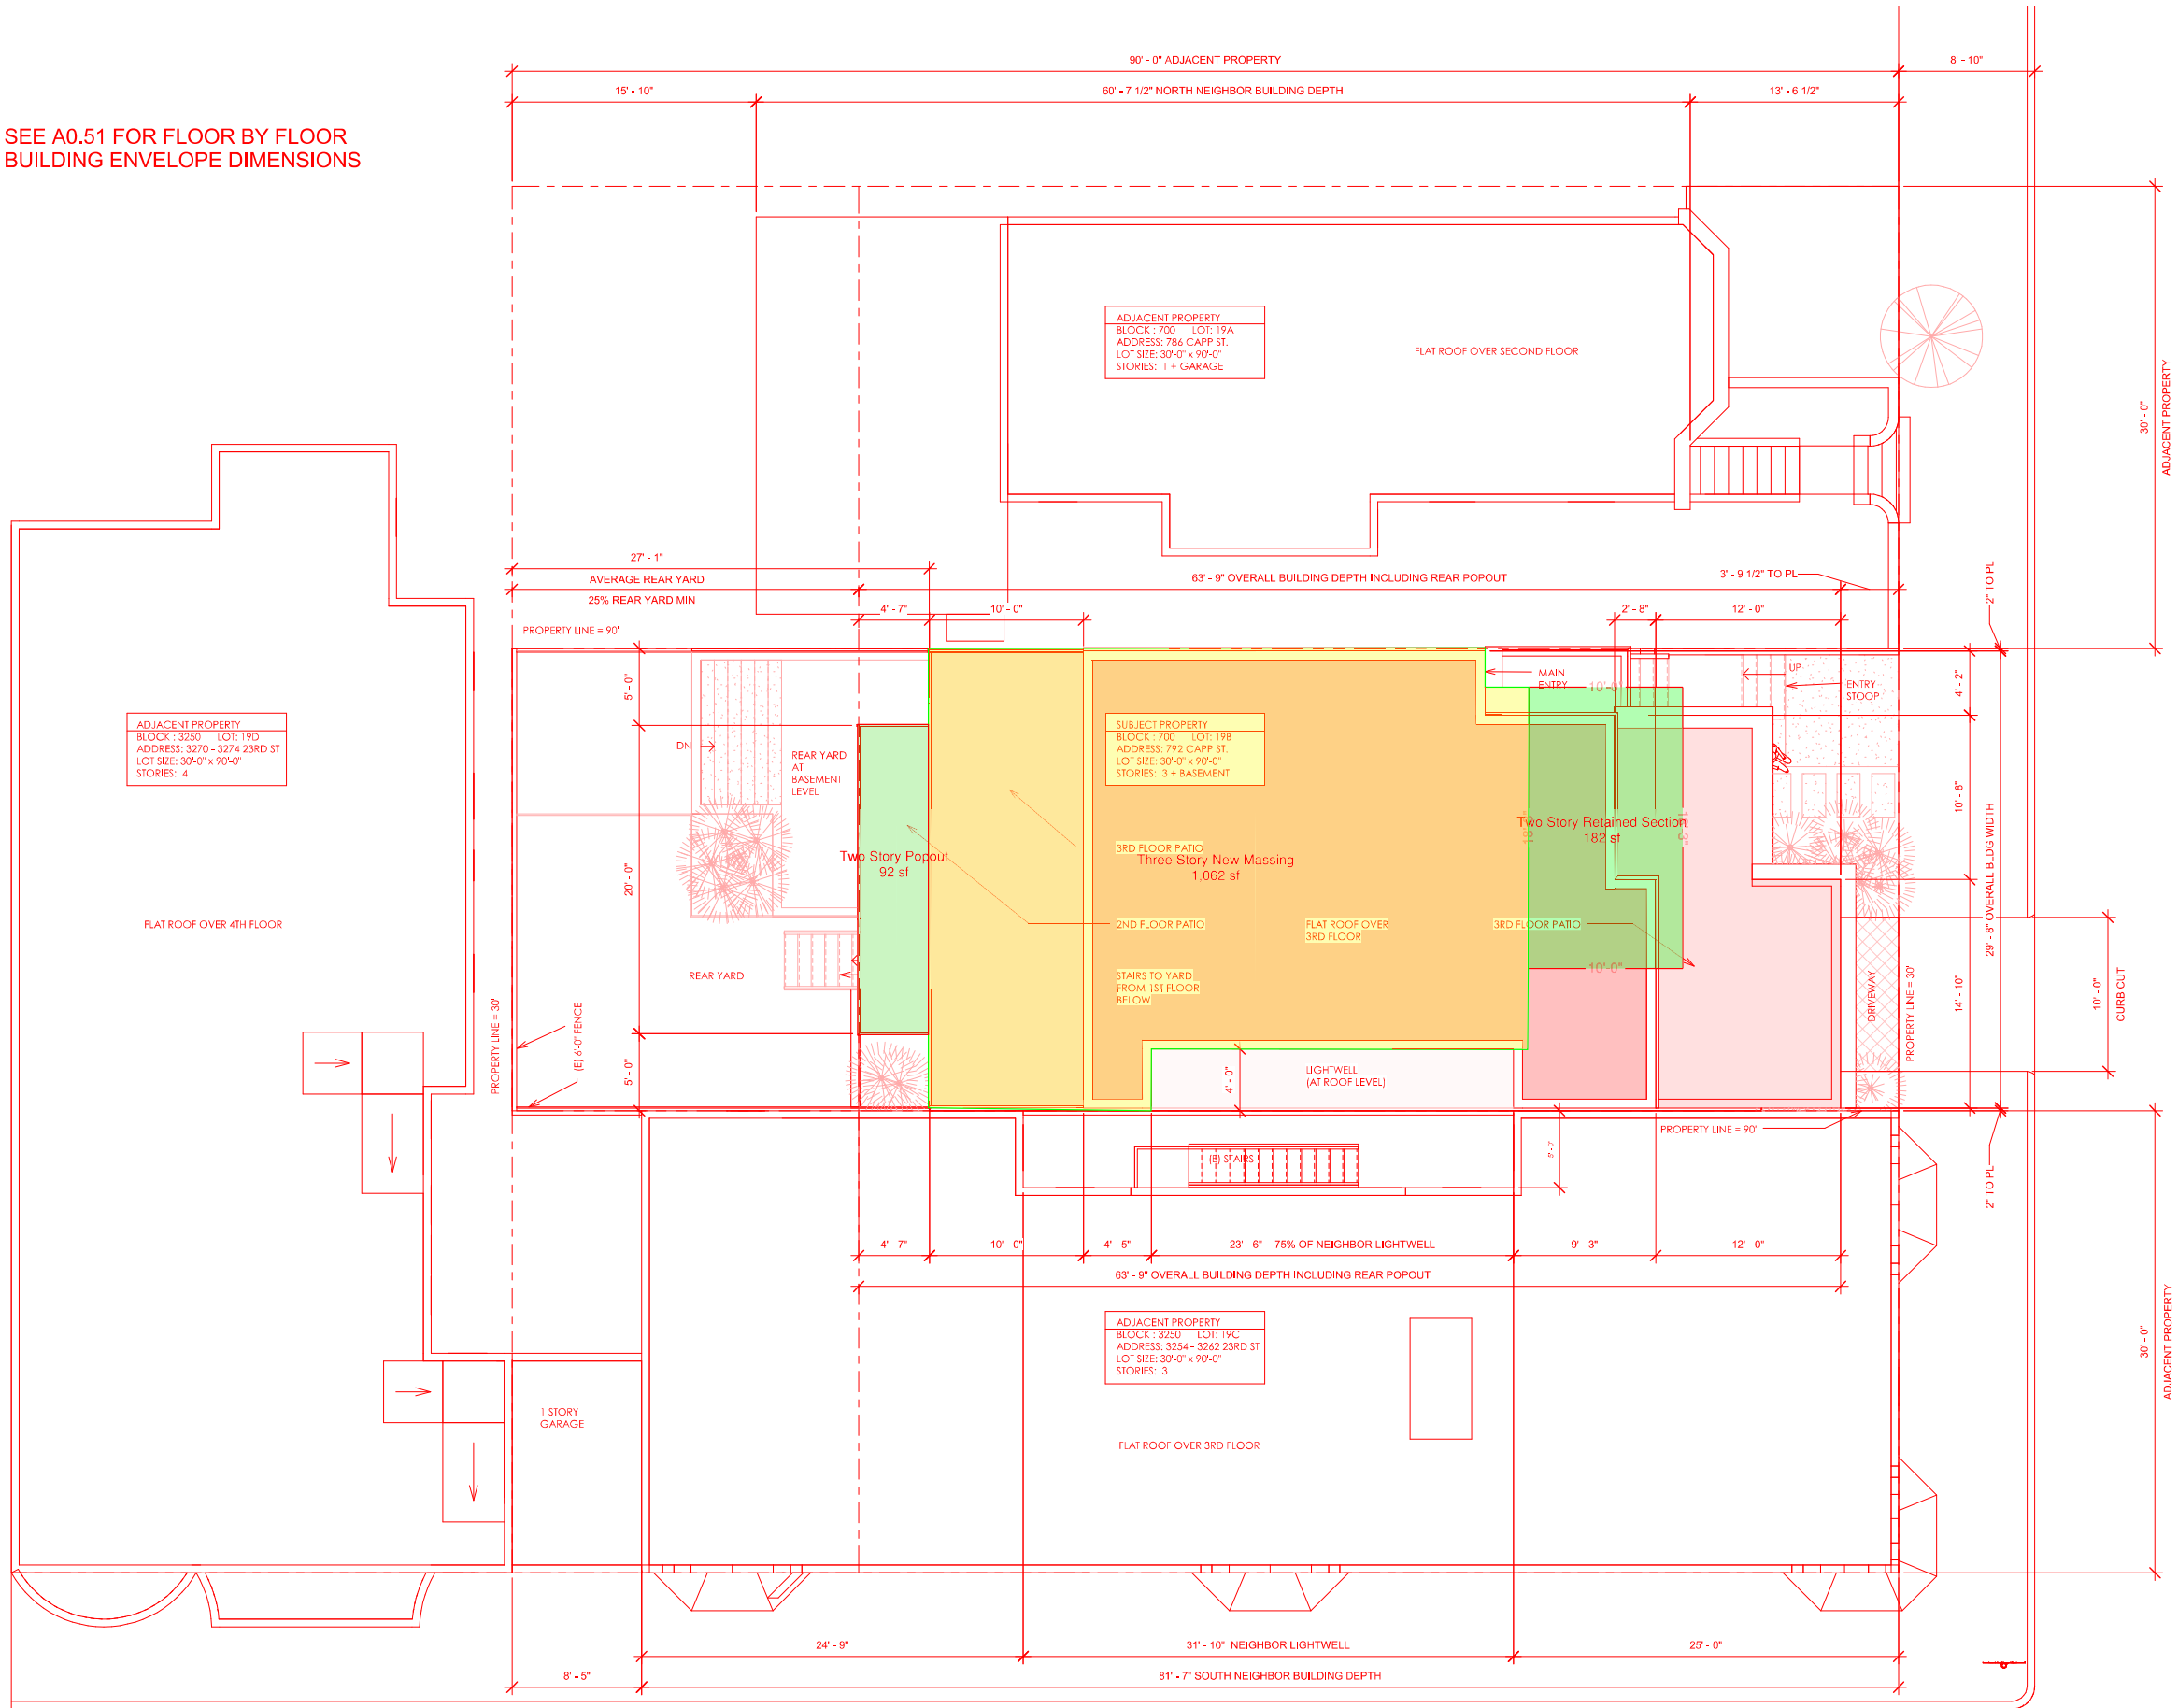 90' - 0" ADJACENT PROPERTY
8' - 10"
15' - 10"
60' - 7 1/2" NORTH NEIGHBOR BUILDING DEPTH
13' - 6 1/2"
SEE A0.51 FOR FLOOR BY FLOOR
BUILDING ENVELOPE DIMENSIONS
ADJACENT PROPERTY
BLOCK : 700 LOT: 19A
ADDRESS: 786 CAPP ST.
LOT SIZE: 30'-0" x 90'-0"
STORIES: 1 + GARAGE
FLAT ROOF OVER SECOND FLOOR
30' - 0"
ADJACENT PROPERTY
27' - 1"
AVERAGE REAR YARD
25% REAR YARD MIN
63' - 9" OVERALL BUILDING DEPTH INCLUDING REAR POPOUT
3' - 9 1/2" TO PL
2" TO PL
4' - 7"
10' - 0"
2' - 8"
12' - 0"
PROPERTY LINE = 90'
5' - 0"
MAIN
ENTRY
10'-0"
UP
ENTRY
STOOP
4' - 2"
ADJACENT PROPERTY
BLOCK : 3250 LOT: 19D
ADDRESS: 3270 - 3274 23RD ST
LOT SIZE: 30'-0" x 90'-0"
STORIES: 4
DN
REAR YARD
AT
BASEMENT
LEVEL
SUBJECT PROPERTY
BLOCK : 700 LOT: 19B
ADDRESS: 792 CAPP ST.
LOT SIZE: 30'-0" x 90'-0"
STORIES: 3 + BASEMENT
10' - 8"
29' - 8" OVERALL BLDG WIDTH
Two Story Retained Section
182 sf
3RD FLOOR PATIO
Two Story Popout
92 sf
Three Story New Massing
1,062 sf
20' - 0"
FLAT ROOF OVER 4TH FLOOR
2ND FLOOR PATIO
FLAT ROOF OVER
3RD FLOOR
3RD FLOOR PATIO
REAR YARD
STAIRS TO YARD
FROM 1ST FLOOR
BELOW
10'-0"
PROPERTY LINE = 30'
(E) 6'-0" FENCE
DRIVEWAY
PROPERTY LINE = 30'
14' - 10"
10' - 0"
CURB CUT
5' - 0"
4' - 0"
LIGHTWELL
(AT ROOF LEVEL)
PROPERTY LINE = 90'
(E) STAIRS
2" TO PL
4' - 7"
10' - 0"
4' - 5"
23' - 6" - 75% OF NEIGHBOR LIGHTWELL
9' - 3"
12' - 0"
63' - 9" OVERALL BUILDING DEPTH INCLUDING REAR POPOUT
ADJACENT PROPERTY
BLOCK : 3250 LOT: 19C
ADDRESS: 3254 - 3262 23RD ST
LOT SIZE: 30'-0" x 90'-0"
STORIES: 3
30' - 0"
ADJACENT PROPERTY
1 STORY
GARAGE
FLAT ROOF OVER 3RD FLOOR
24' - 9"
31' - 10" NEIGHBOR LIGHTWELL
25' - 0"
8' - 5"
81' - 7" SOUTH NEIGHBOR BUILDING DEPTH